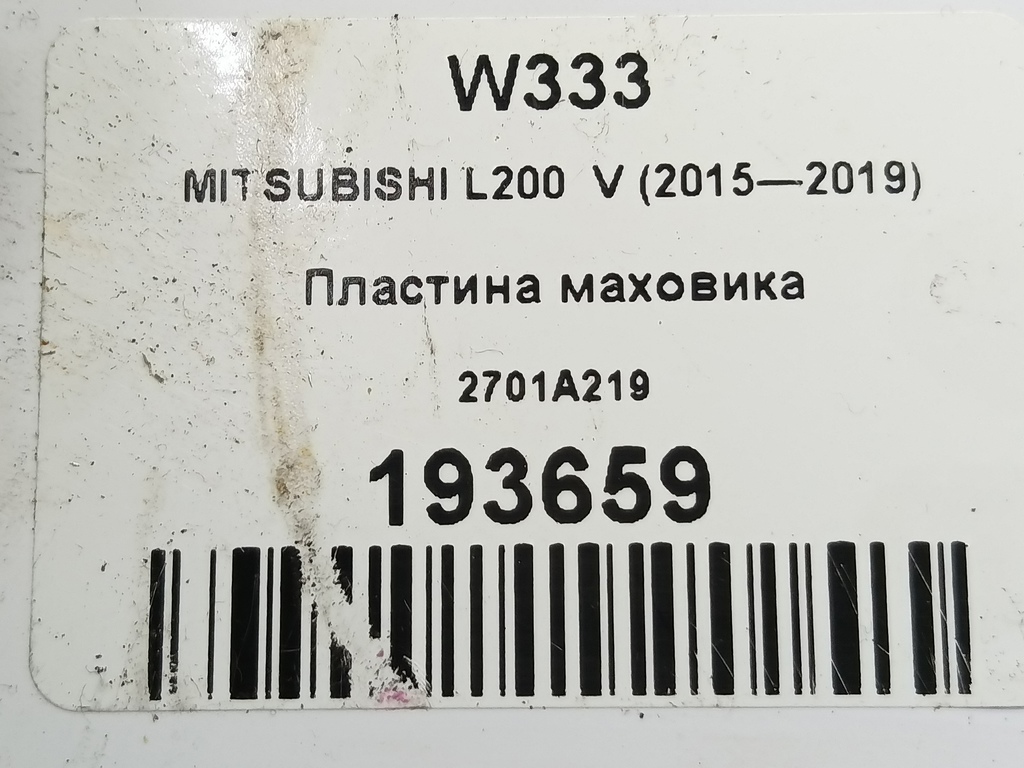 W333
MITSUBISHI L200 V (2015—2019)
Пластина маховика
2701A219
193659